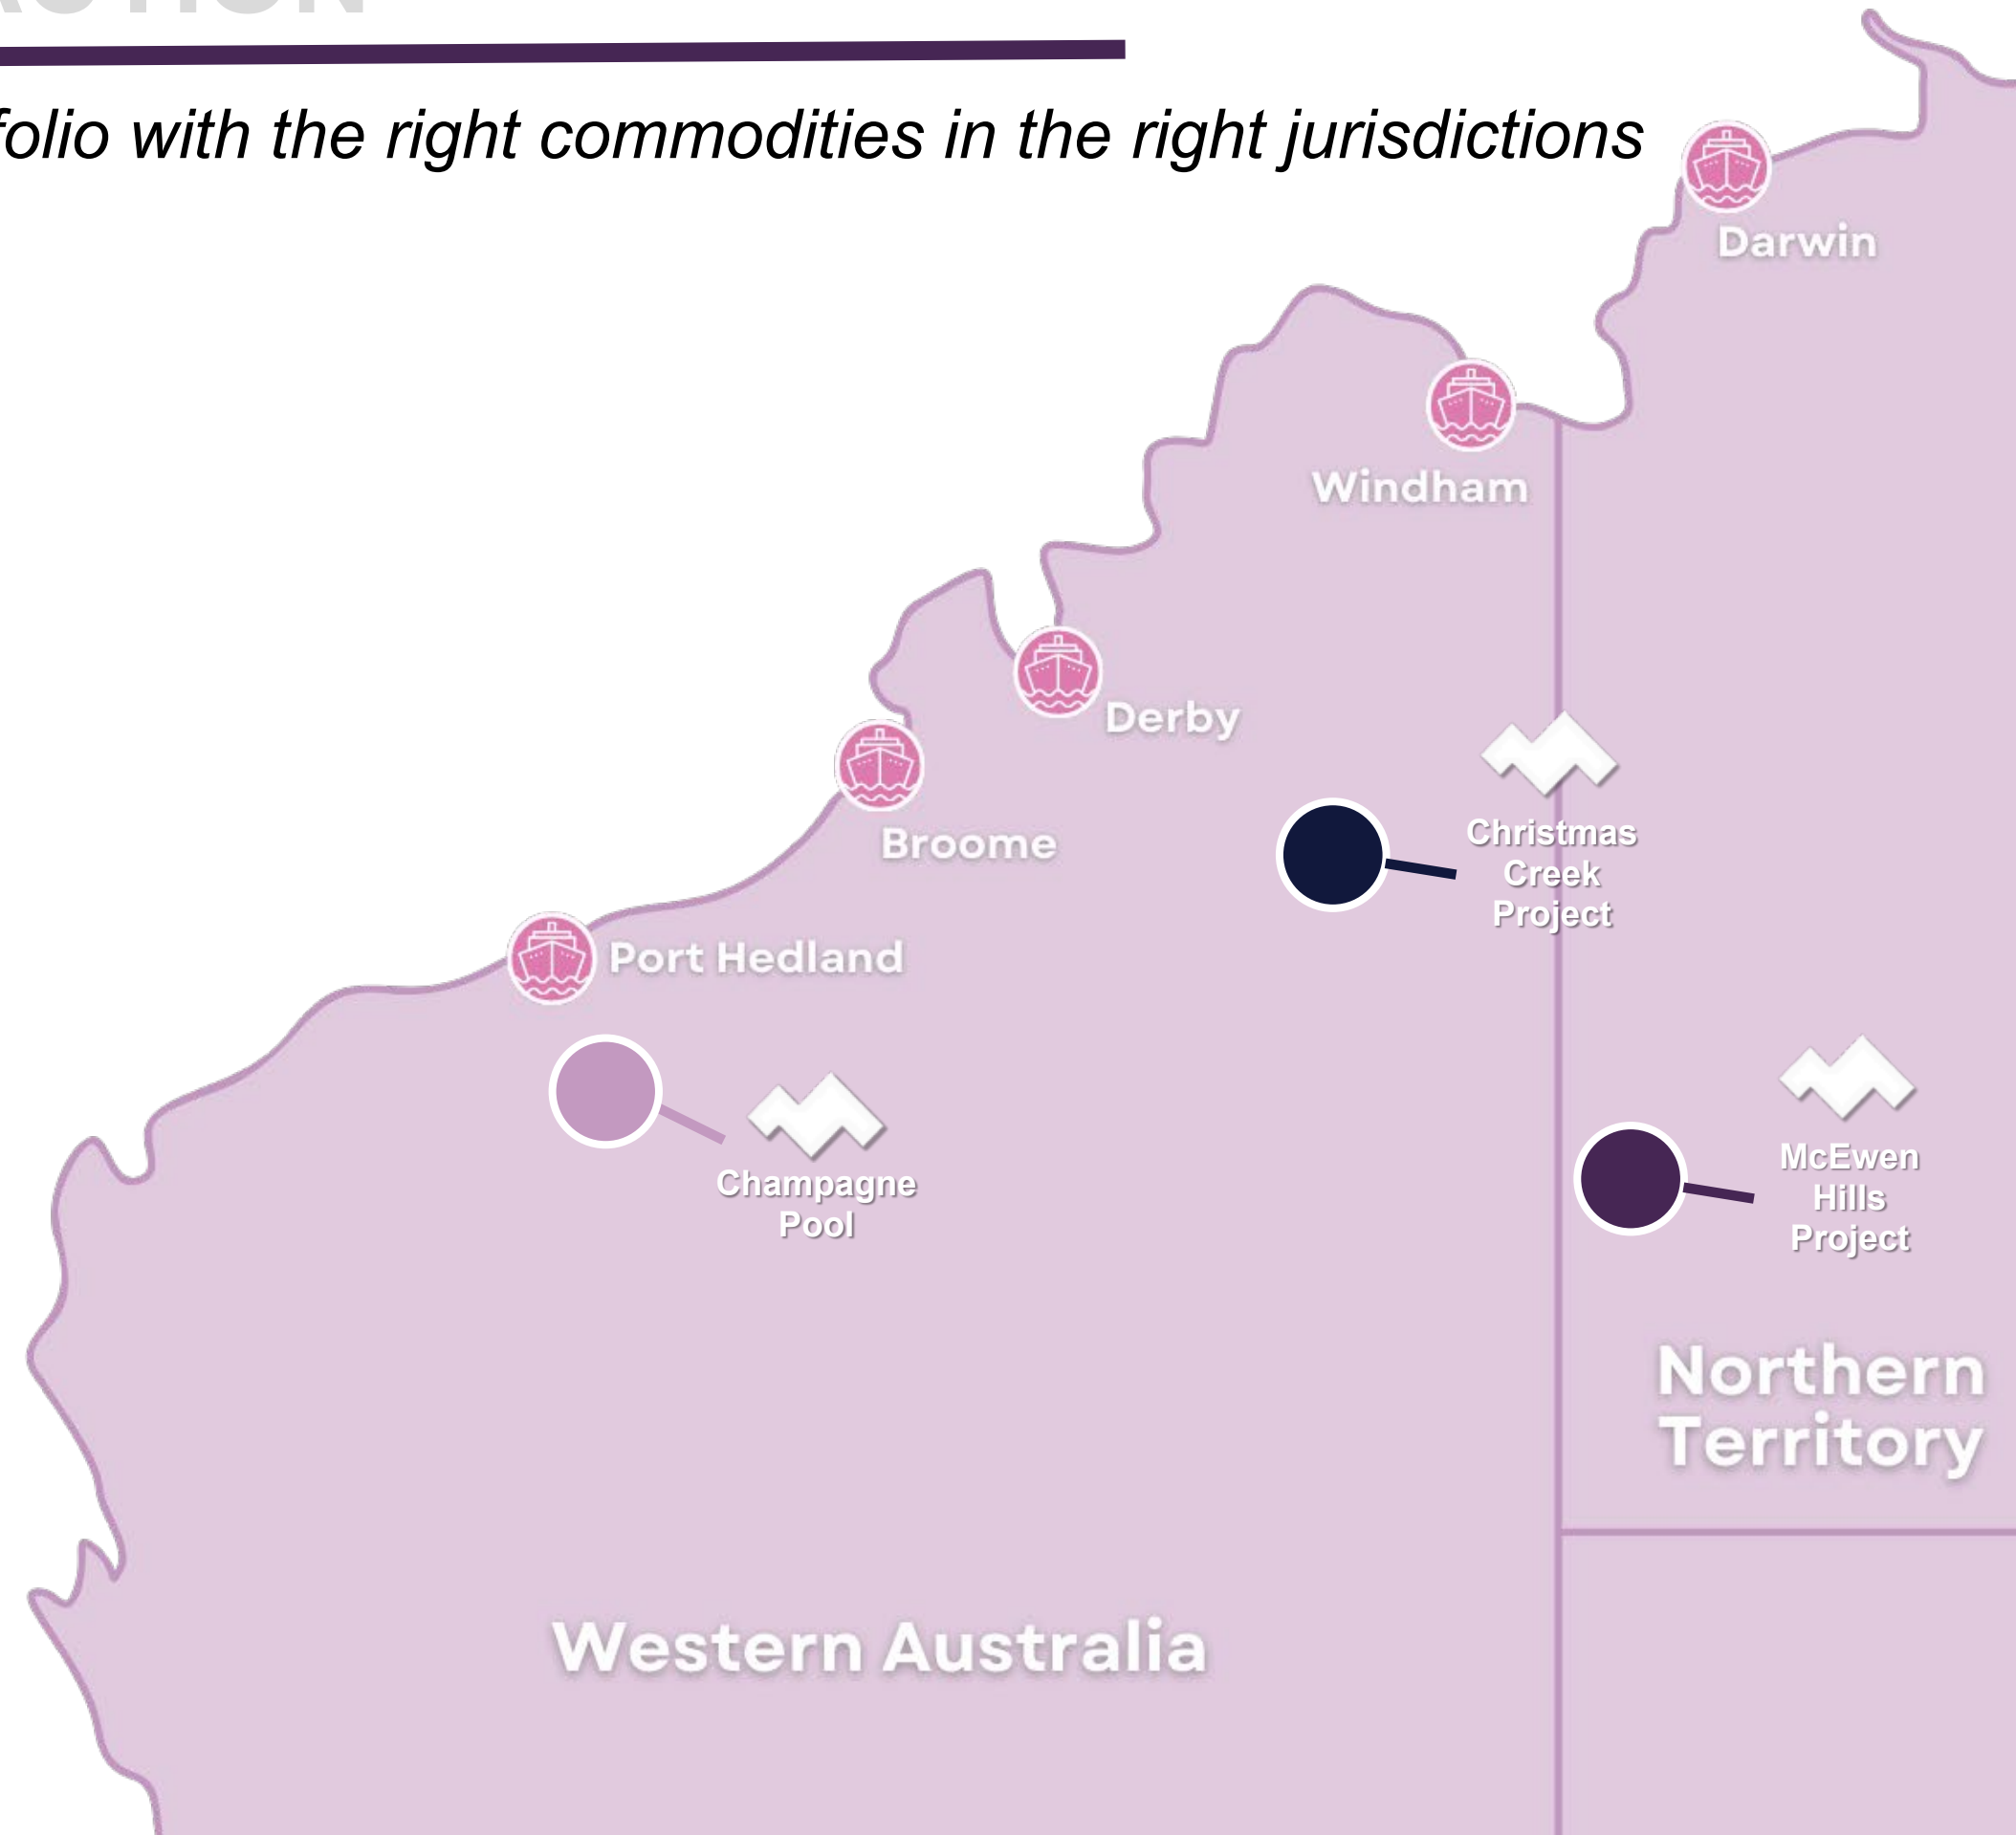 folio with the right commodities in the right jurisdictions
Darwin
Windham
Derby
Christmas
Creek
Project
Broome
Port Hedland
Champagne
Pool
McEwen
Hills
Project
Northern
Territory
Western Australia